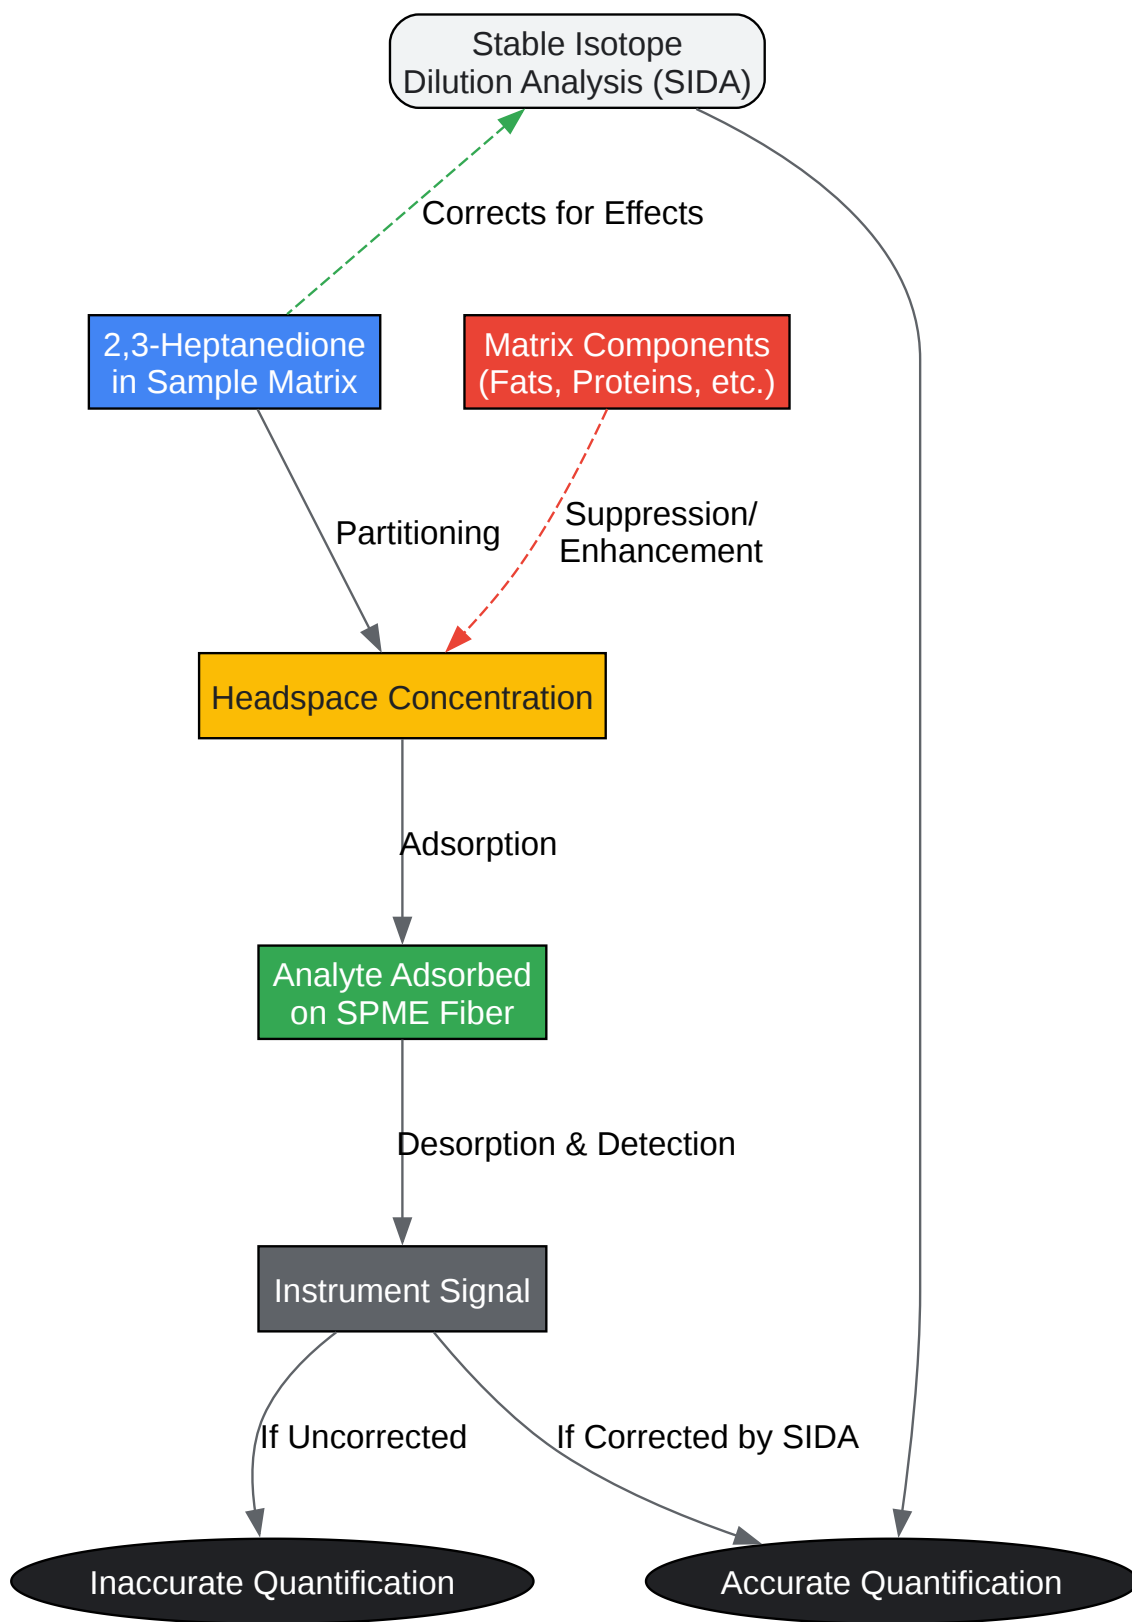 Stable Isotope
Dilution Analysis (SIDA)
Corrects for Effects
2,3-Heptanedione
in Sample Matrix
Matrix Components
(Fats, Proteins, etc.)
Partitioning
Suppression/
Enhancement
Headspace Concentration
Adsorption
Analyte Adsorbed
on SPME Fiber
Desorption & Detection
Instrument Signal
If Uncorrected
If Corrected by SIDA
Inaccurate Quantification
Accurate Quantification